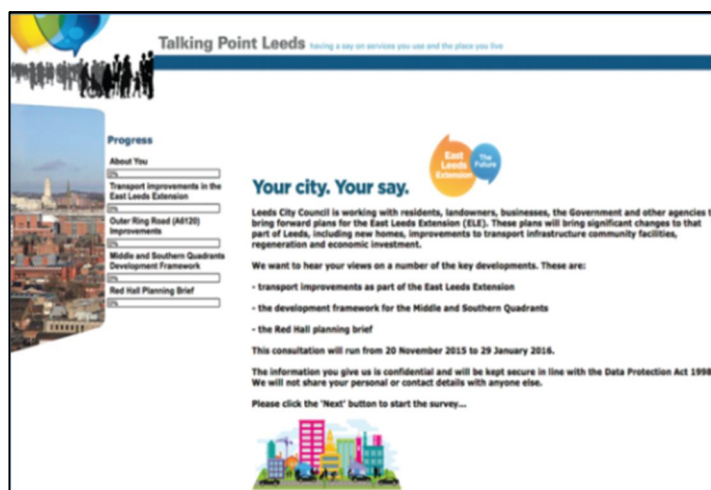 Talking Point Leeds having a say on services you use and the place you live
Progress
About You
0%
Transport improvements in the
East Leeds Extension
0%
Outer Ring Road (A6120)
Improvements
0%
Middle and Southern Quadrants
Development Framework
0%
Red Hall Planning Brief
0%
East
Leeds
Extension
The
Future
Your city. Your say.
Leeds City Council is working with residents, landowners, businesses, the Government and other agencies t
bring forward plans for the East Leeds Extension (ELE). These plans will bring significant changes to that
part of Leeds, including new homes, improvements to transport infrastructure community facilities,
regeneration and economic investment.
We want to hear your views on a number of the key developments. These are:
- transport improvements as part of the East Leeds Extension
- the development framework for the Middle and Southern Quadrants
- the Red Hall planning brief
This consultation will run from 20 November 2015 to 29 January 2016.
The information you give us is confidential and will be kept secure in line with the Data Protection Act 1998
We will not share your personal or contact details with anyone else.
Please click the 'Next' button to start the survey...